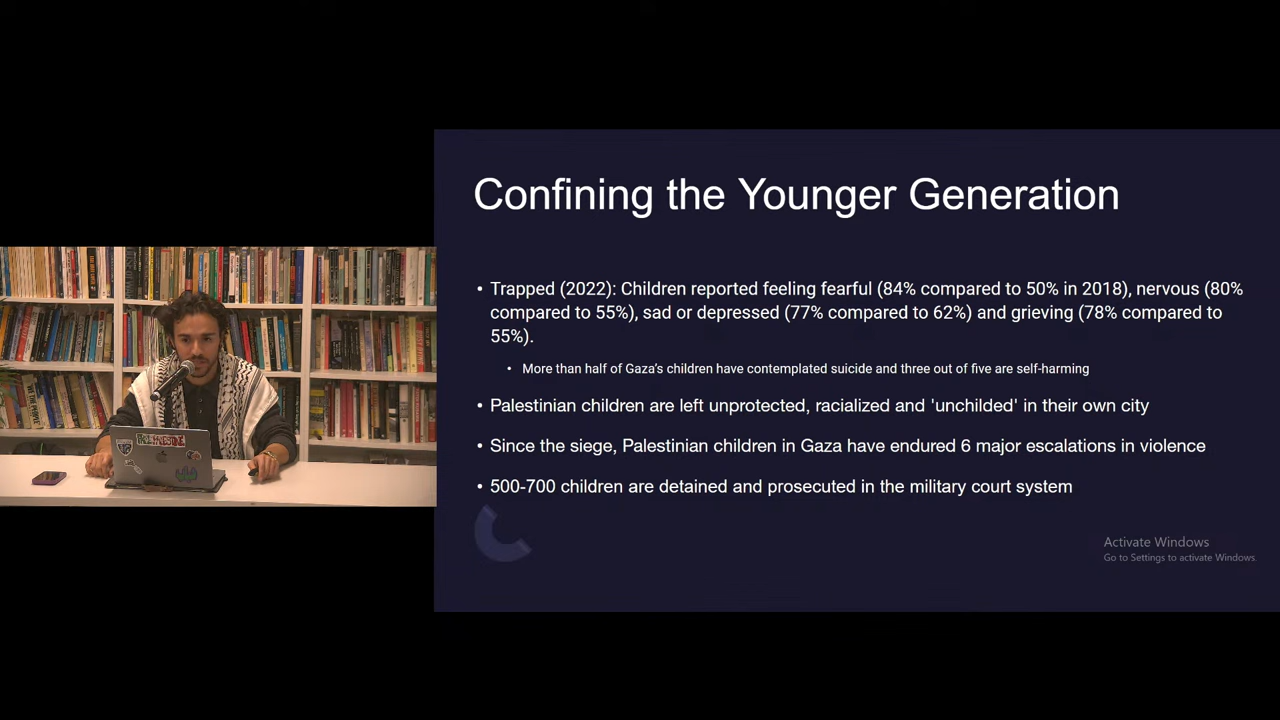 Confining the Younger Generation
• Trapped (2022): Children reported feeling fearful (84% compared to 50% in 2018), nervous (80%
compared to 55%), sad or depressed (77% compared to 62%) and grieving (78% compared to
55%).
• More than half of Gaza’s children have contemplated suicide and three out of five are self-harming
• Palestinian children are left unprotected, racialized and 'unchilded' in their own city
• Since the siege, Palestinian children in Gaza have endured 6 major escalations in violence
• 500-700 children are detained and prosecuted in the military court system
Activate Windows
Go to Settings to activate Windows.
FREE PALESTINE
WE THE PEOPLE